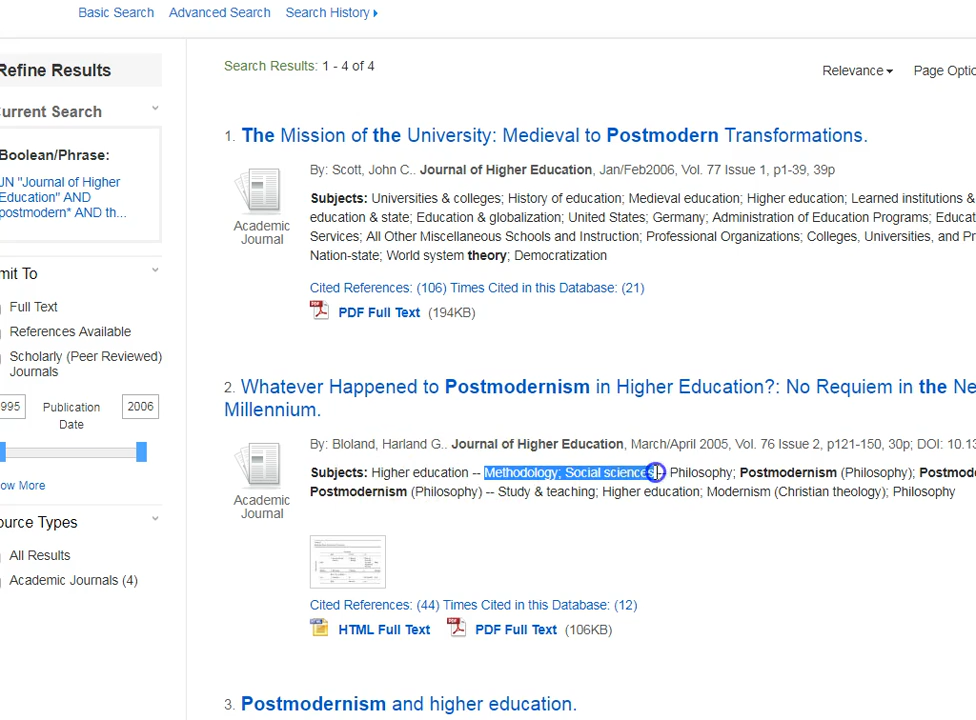 Basic Search Advanced Search Search History
Refine Results
Search Results: 1 - 4 of 4
Relevance Page Optio
urrent Search
Boolean/Phrase:
JN "Journal of Higher
Education" AND
postmodern* AND th...
1. The Mission of the University: Medieval to Postmodern Transformations.
Academic
Journal
By: Scott, John C.. Journal of Higher Education, Jan/Feb2006, Vol. 77 Issue 1, p1-39, 39p
Subjects: Universities & colleges; History of education; Medieval education; Higher education; Learned institutions &
education & state; Education & globalization; United States; Germany; Administration of Education Programs; Educat
Services; All Other Miscellaneous Schools and Instruction; Professional Organizations; Colleges, Universities, and Pr
Nation-state; World system theory; Democratization
Cited References: (106) Times Cited in this Database: (21)
PDF Full Text (194KB)
mit To
Full Text
References Available
Scholarly (Peer Reviewed)
Journals
995 Publication 2006
Date
ow More
ource Types
All Results
Academic Journals (4)
2. Whatever Happened to Postmodernism in Higher Education?: No Requiem in the Ne
Millennium.
Academic
Journal
By: Bloland, Harland G.. Journal of Higher Education, March/April 2005, Vol. 76 Issue 2, p121-150, 30p; DOI: 10.13
Subjects: Higher education -- Methodology; Social sciences -- Philosophy; Postmodernism (Philosophy); Postmode
Postmodernism (Philosophy) -- Study & teaching; Higher education; Modernism (Christian theology); Philosophy
Cited References: (44) Times Cited in this Database: (12)
HTML Full Text PDF Full Text (106KB)
3. Postmodernism and higher education.